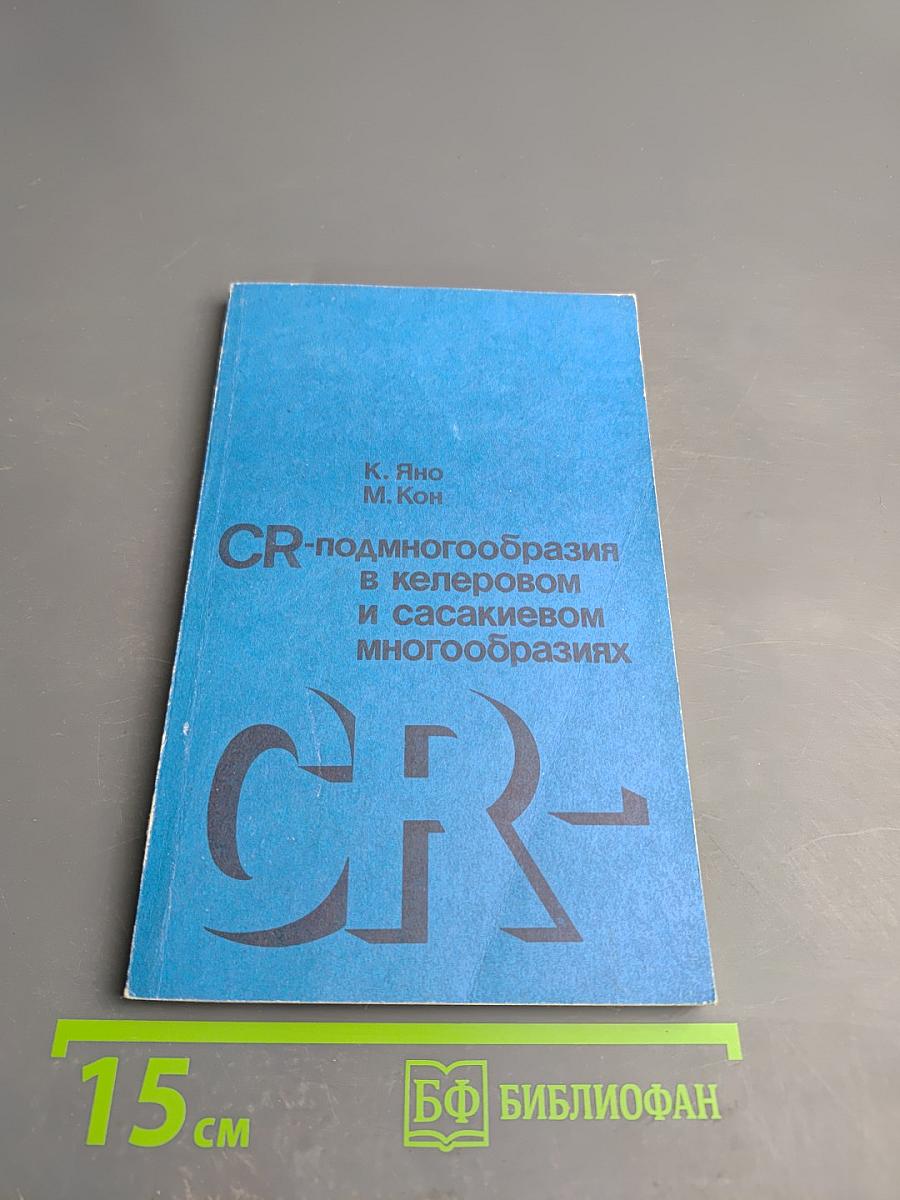 К. Яно
М. Кон
CR-подмногообразия
в келеровом
и сасакиевом
многообразиях
CR-
15 см
БФ БИБЛИОФАН